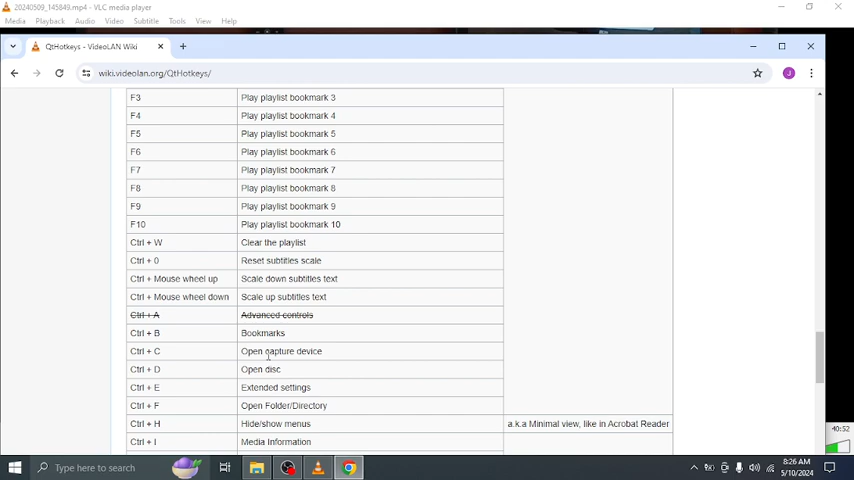 20240509_145849.mp4 - VLC media player
Media Playback Audio Video Subtitle Tools View Help
QtHotkeys - VideoLAN Wiki
wiki.videolan.org/QtHotkeys/
J
F3 Play playlist bookmark 3
F4 Play playlist bookmark 4
F5 Play playlist bookmark 5
F6 Play playlist bookmark 6
F7 Play playlist bookmark 7
F8 Play playlist bookmark 8
F9 Play playlist bookmark 9
F10 Play playlist bookmark 10
Ctrl + W Clear the playlist
Ctrl + 0 Reset subtitles scale
Ctrl + Mouse wheel up Scale down subtitles text
Ctrl + Mouse wheel down Scale up subtitles text
Ctrl + A Advanced controls
Ctrl + B Bookmarks
Ctrl + C Open capture device
Ctrl + D Open disc
Ctrl + E Extended settings
Ctrl + F Open Folder/Directory
Ctrl + H Hide/show menus a.k.a Minimal view, like in Acrobat Reader
Ctrl + I Media Information
40:52
Type here to search
8:26 AM
5/10/2024